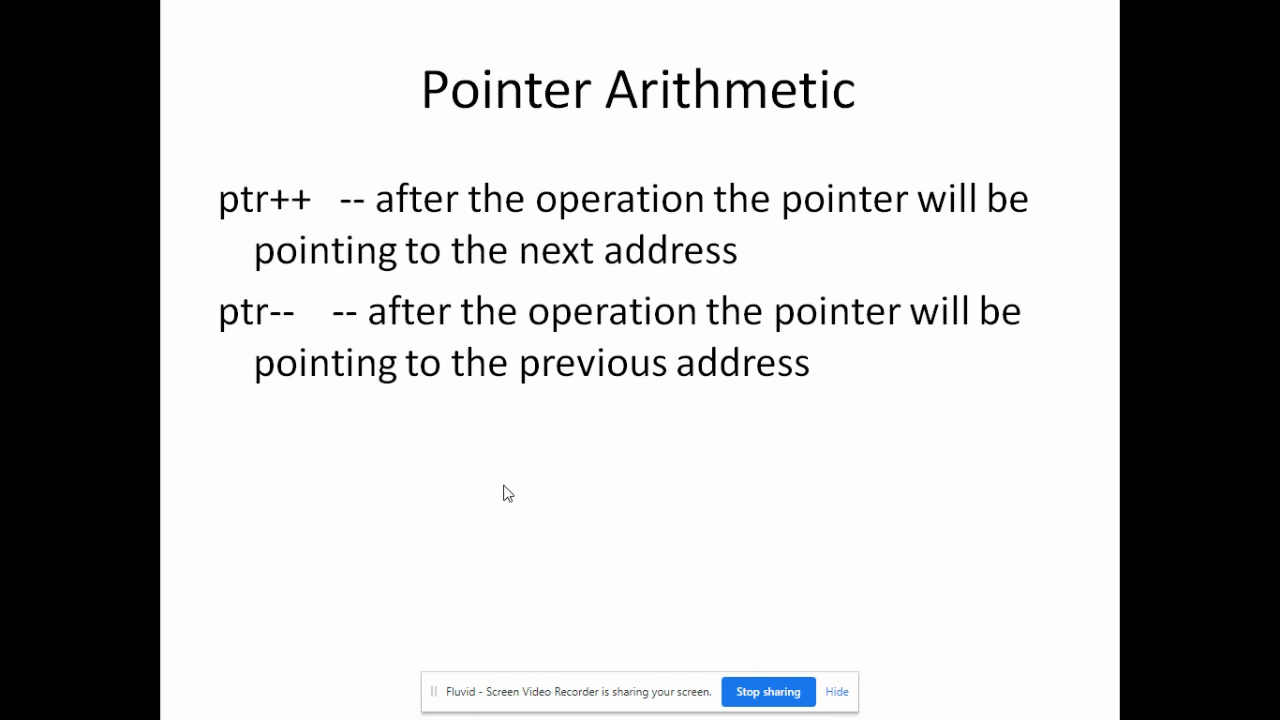 Pointer Arithmetic
ptr++ -- after the operation the pointer will be
pointing to the next address
ptr-- -- after the operation the pointer will be
pointing to the previous address
Fluvid - Screen Video Recorder is sharing your screen. Stop sharing Hide